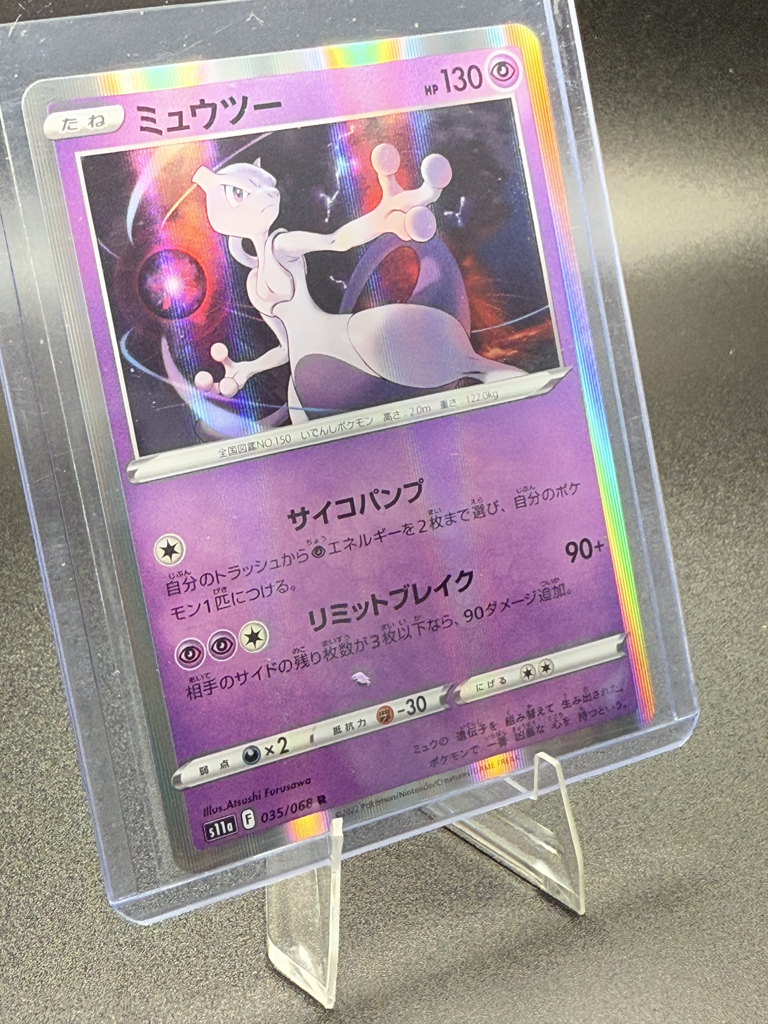 たね ミュウツー HP 130
全国図鑑NO.150 いでんしポケモン 高さ：2.0m 重さ：122.0kg
サイコパンプ
自分のトラッシュからエネルギーを2枚まで選び、自分のポケ
モン1匹につける。
リミットブレイク 90+
相手のサイドの残り枚数が3枚以下なら、90ダメージ追加。
弱点 ×2 抵抗力 -30 にげる
ミュウの 遺伝子を 組み替えて 生み出された。
ポケモンで 一番 凶暴な 心を 持つという。
Illus.Atsushi Furusawa
s11a F 035/068 R ©2022 Pokémon/Nintendo/Creatures/GAME FREAK